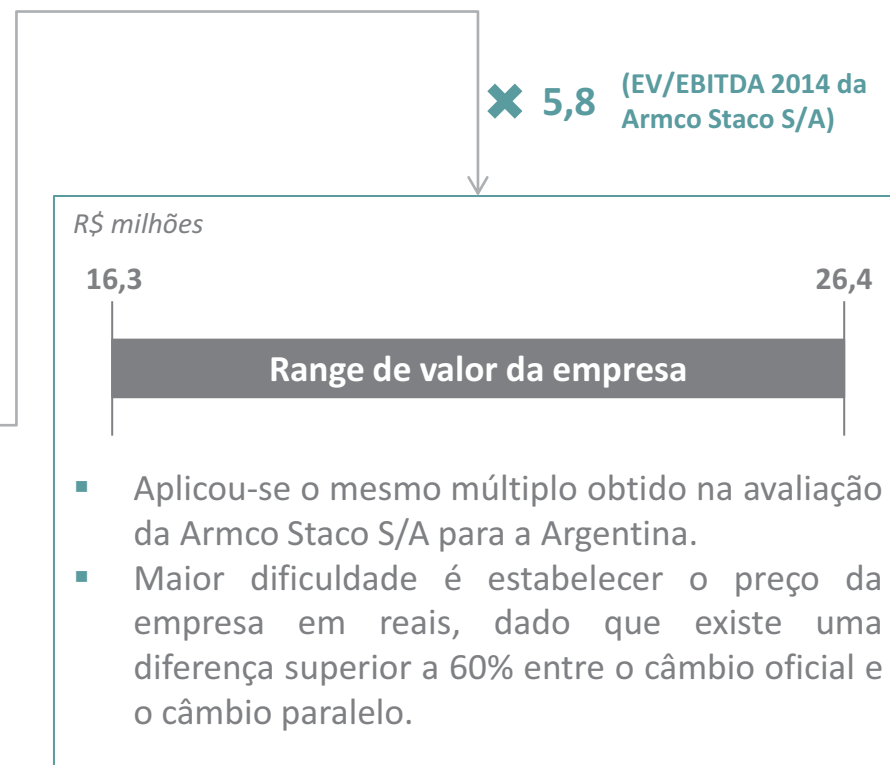 5,8
(EV/EBITDA 2014 da
Armco Staco S/A)
R$ milhões
16,3
26,4
Range de valor da empresa
▪ Aplicou-se o mesmo múltiplo obtido na avaliação
da Armco Staco S/A para a Argentina.
▪ Maior dificuldade é estabelecer o preço da
empresa em reais, dado que existe uma
diferença superior a 60% entre o câmbio oficial e
o câmbio paralelo.